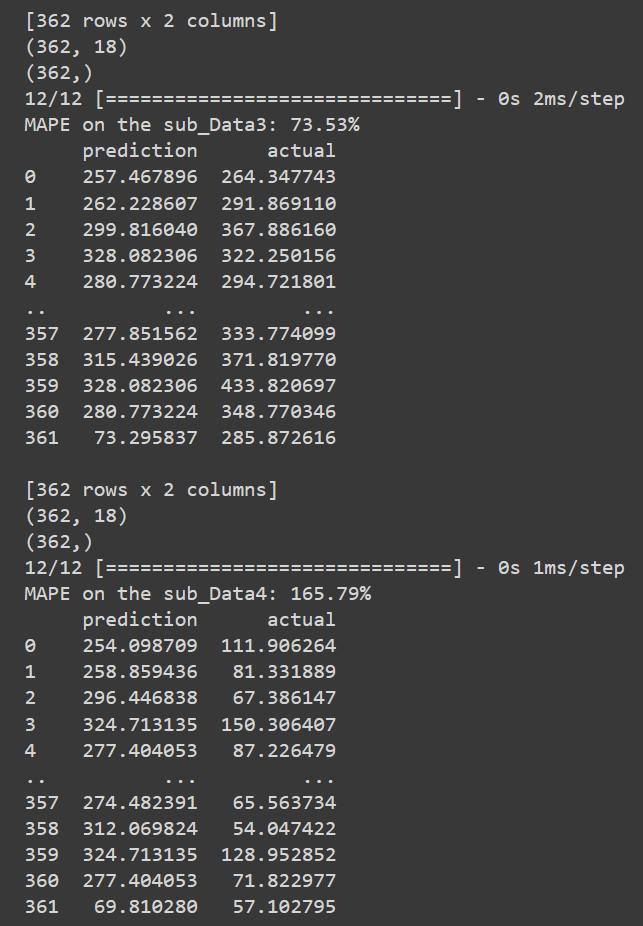 [362 rows x 2 columns]
(362, 18)
(362,)
12/12 [==============================] - 0s 2ms/step
MAPE on the sub_Data3: 73.53%
     prediction      actual
0    257.467896  264.347743
1    262.228607  291.869110
2    299.816040  367.886160
3    328.082306  322.250156
4    280.773224  294.721801
..          ...         ...
357  277.851562  333.774099
358  315.439026  371.819770
359  328.082306  433.820697
360  280.773224  348.770346
361   73.295837  285.872616

[362 rows x 2 columns]
(362, 18)
(362,)
12/12 [==============================] - 0s 1ms/step
MAPE on the sub_Data4: 165.79%
     prediction      actual
0    254.098709  111.906264
1    258.859436   81.331889
2    296.446838   67.386147
3    324.713135  150.306407
4    277.404053   87.226479
..          ...         ...
357  274.482391   65.563734
358  312.069824   54.047422
359  324.713135  128.952852
360  277.404053   71.822977
361   69.810280   57.102795